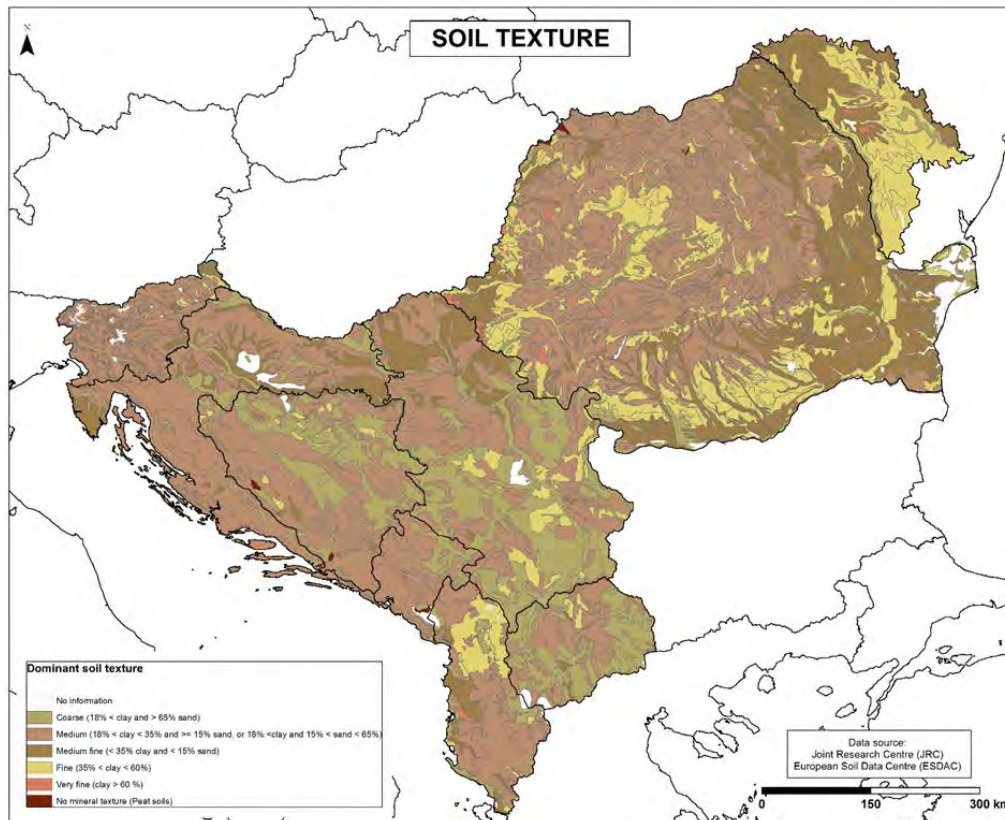 N
SOIL TEXTURE
Dominant soil texture
No information
Coarse (18% < clay and > 65% sand)
Medium (18% < clay < 35% and >= 15% sand, or 18% <clay and 15% < sand < 65%)
Medium fine (< 35% clay and < 15% sand)
Fine (35% < clay < 60%)
Very fine (clay > 60 %)
No mineral texture (Peat soils)
Data source:
Joint Research Centre (JRC)
European Soil Data Centre (ESDAC)
0 150 300 km